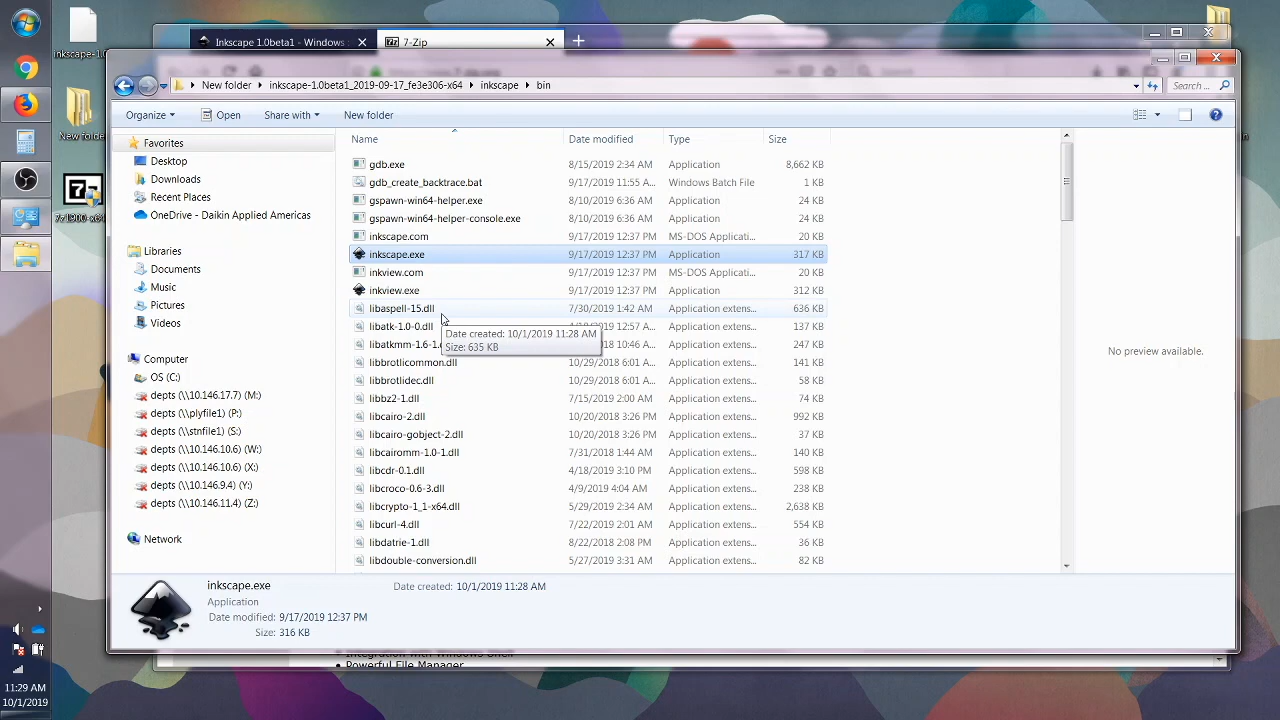 inkscape-1.0
New folder
7z1900-x64
Inkscape 1.0beta1 - Windows
7-Zip
New folder
inkscape-1.0beta1_2019-09-17_fe3e306-x64
inkscape
bin
Search...
Organize
Open
Share with
New folder
Favorites
Desktop
Downloads
Recent Places
OneDrive - Daikin Applied Americas
Libraries
Documents
Music
Pictures
Videos
Computer
OS (C:)
depts (\\10.146.17.7) (M:)
depts (\\plyfile1) (P:)
depts (\\stnfile1) (S:)
depts (\\10.146.10.6) (W:)
depts (\\10.146.10.6) (X:)
depts (\\10.146.9.4) (Y:)
depts (\\10.146.11.4) (Z:)
Network
Name Date modified Type Size
gdb.exe 8/15/2019 2:34 AM Application 8,662 KB
gdb_create_backtrace.bat 9/17/2019 11:55 A... Windows Batch File 1 KB
gspawn-win64-helper.exe 8/10/2019 6:36 AM Application 24 KB
gspawn-win64-helper-console.exe 8/10/2019 6:36 AM Application 24 KB
inkscape.com 9/17/2019 12:37 PM MS-DOS Applicati... 20 KB
inkscape.exe 9/17/2019 12:37 PM Application 317 KB
inkview.com 9/17/2019 12:37 PM MS-DOS Applicati... 20 KB
inkview.exe 9/17/2019 12:37 PM Application 312 KB
libaspell-15.dll 7/30/2019 1:42 AM Application extens... 636 KB
libatk-1.0-0.dll 12:57 A... Application extens... 137 KB
libatkmm-1.6-1. 10:46 A... Application extens... 247 KB
libbrotlicommon.dll 10/29/2018 6:01 A... Application extens... 141 KB
libbrotlidec.dll 10/29/2018 6:01 A... Application extens... 58 KB
libbz2-1.dll 7/15/2019 2:00 AM Application extens... 74 KB
libcairo-2.dll 10/20/2018 3:26 PM Application extens... 992 KB
libcairo-gobject-2.dll 10/20/2018 3:26 PM Application extens... 37 KB
libcairomm-1.0-1.dll 7/31/2018 1:44 AM Application extens... 140 KB
libcdr-0.1.dll 4/18/2019 3:10 PM Application extens... 598 KB
libcroco-0.6-3.dll 4/9/2019 4:04 AM Application extens... 238 KB
libcrypto-1_1-x64.dll 5/29/2019 2:34 AM Application extens... 2,638 KB
libcurl-4.dll 7/22/2019 2:01 AM Application extens... 554 KB
libdatrie-1.dll 8/22/2018 2:08 PM Application extens... 36 KB
libdouble-conversion.dll 5/27/2019 3:31 AM Application extens... 82 KB
Date created: 10/1/2019 11:28 AM
Size: 635 KB
No preview available.
inkscape.exe
Application
Date modified: 9/17/2019 12:37 PM
Size: 316 KB
Date created: 10/1/2019 11:28 AM
Powerful File Manager
11:29 AM
10/1/2019